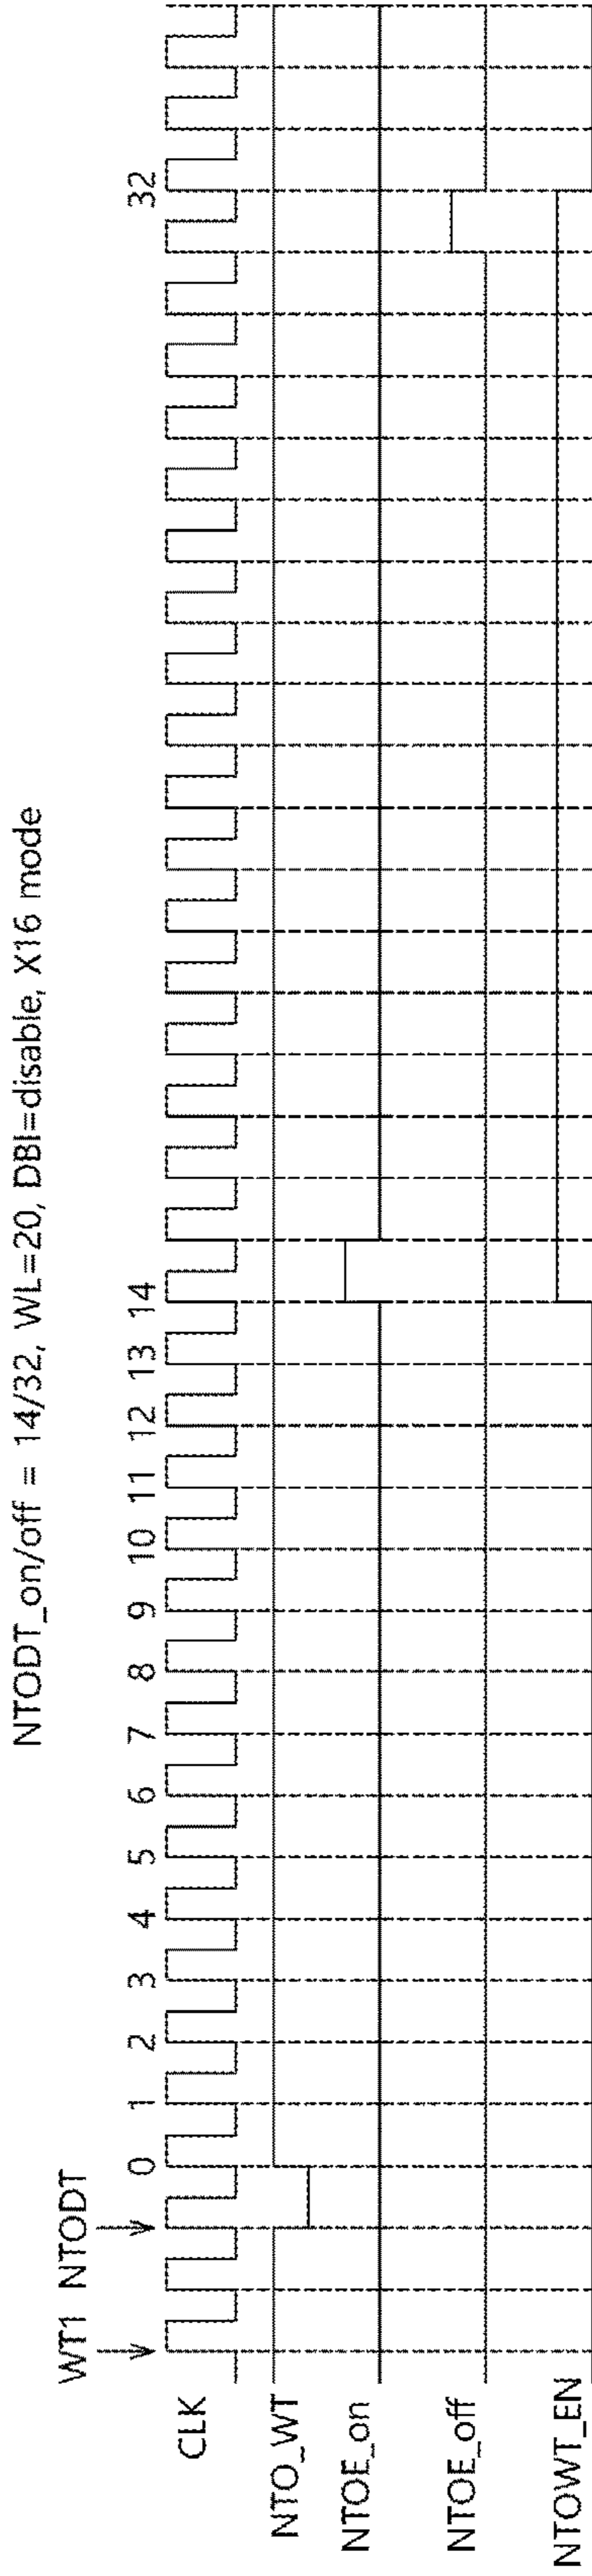 NTODT_on/off = 14/32, WL=20, DBI=disable, X16 mode
WT1 NTODT
0 1 2 3 4 5 6 7 8 9 10 11 12 13 14 32
CLK
NTO_WT
NTOE_on
NTOE_off
NTOWT_EN